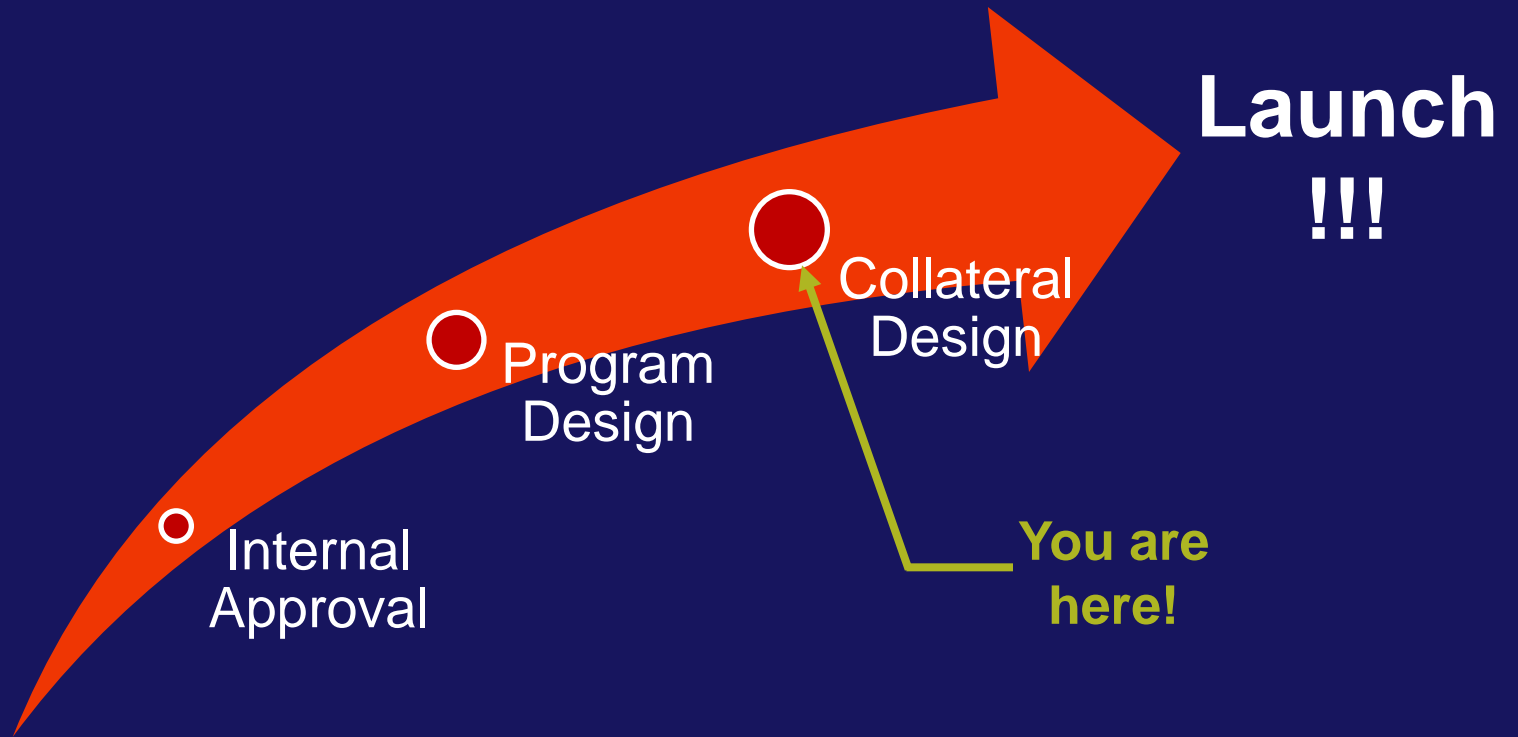 Launch
!!!
Collateral
Design
Program
Design
Internal
Approval
You are
here!